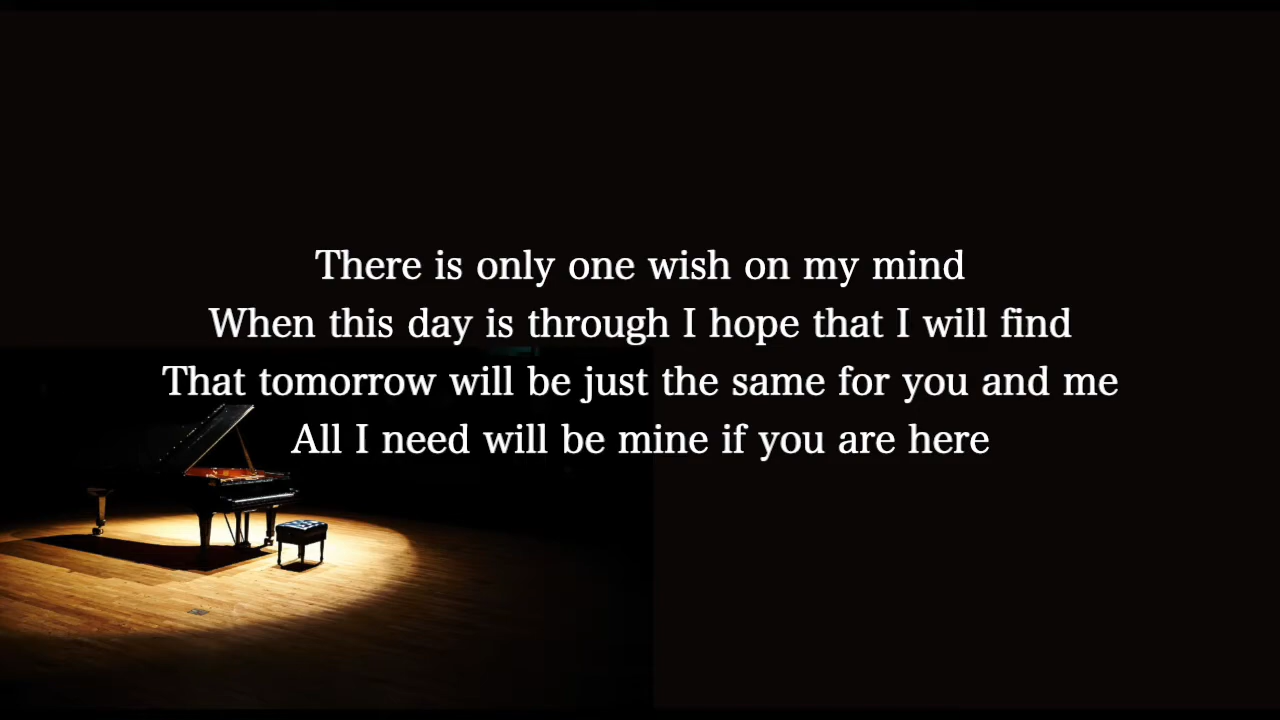 There is only one wish on my mind
When this day is through I hope that I will find
That tomorrow will be just the same for you and me
All I need will be mine if you are here